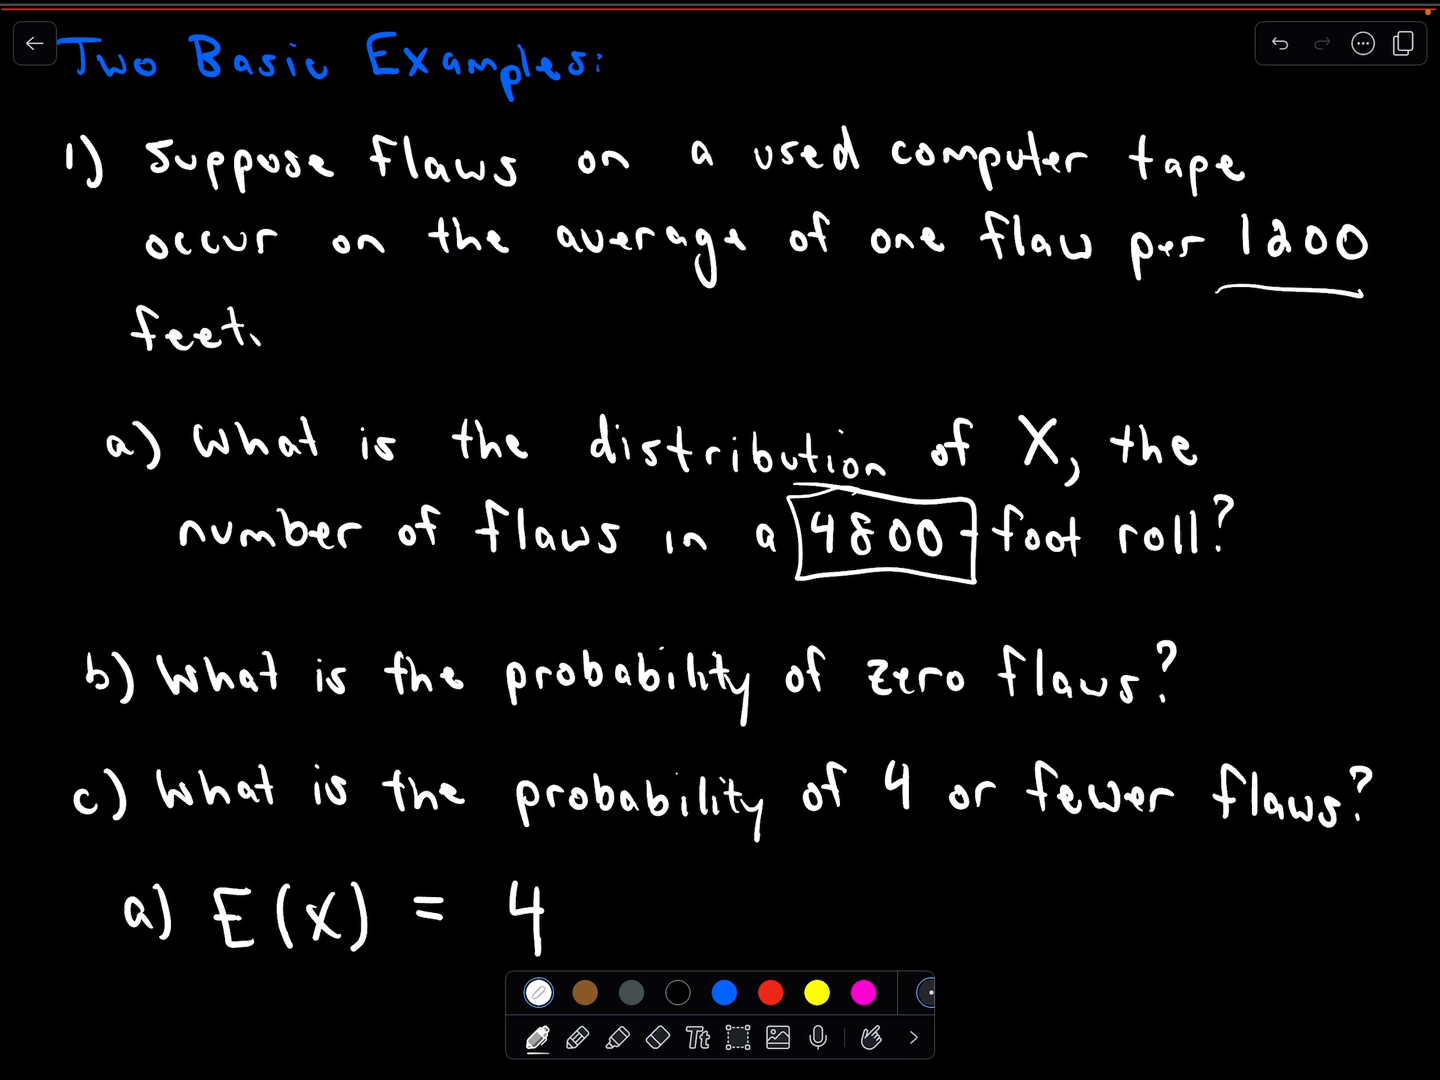 Two Basic Examples:
1) Suppose flaws on a used computer tape
occur on the average of one flaw per 1200
feet.
a) What is the distribution of X, the
number of flaws in a 4800-foot roll?
b) What is the probability of zero flaws?
c) What is the probability of 4 or fewer flaws?
a) E(X) = 4
Tt